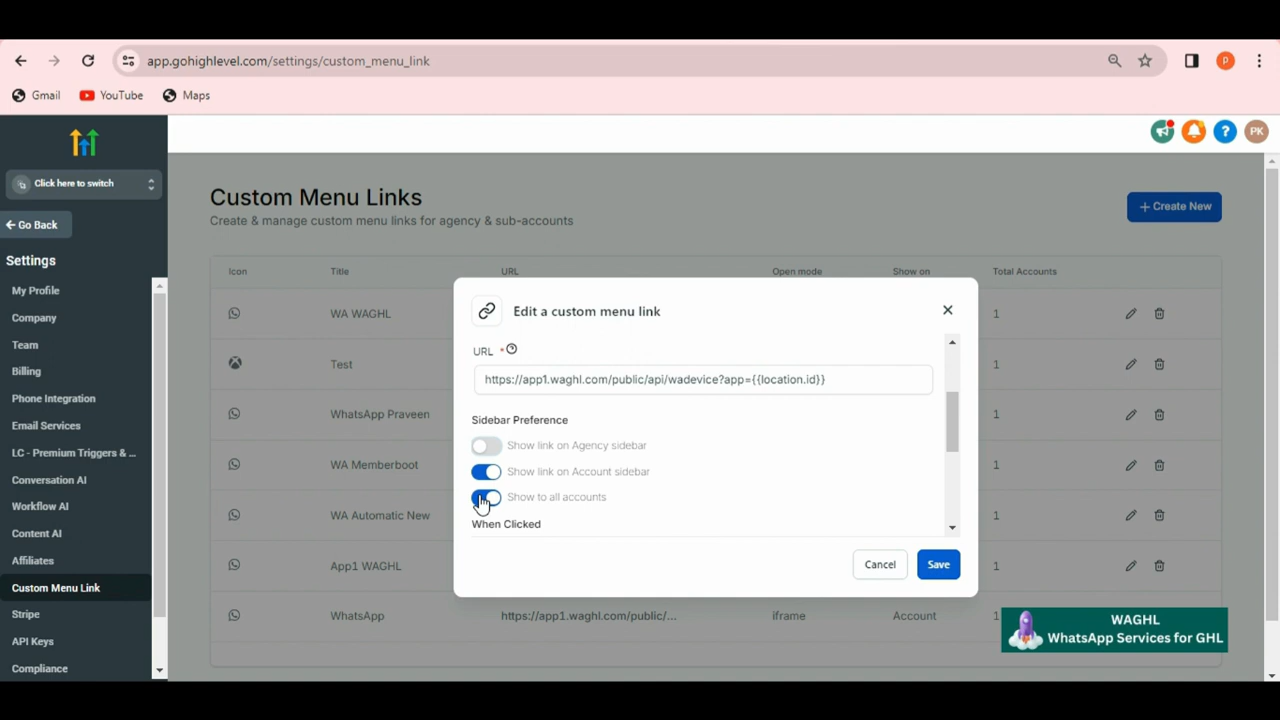 app.gohighlevel.com/settings/custom_menu_link
P
Gmail YouTube Maps
Click here to switch
? PK
Go Back
Settings
My Profile
Company
Team
Billing
Phone Integration
Email Services
LC - Premium Triggers & ...
Conversation AI
Workflow AI
Content AI
Affiliates
Custom Menu Link
Stripe
API Keys
Compliance
Custom Menu Links
Create & manage custom menu links for agency & sub-accounts
+ Create New
Icon Title URL Open mode Show on Total Accounts
WA WAGHL 1
Test 1
WhatsApp Praveen 1
WA Memberboot 1
WA Automatic New 1
App1 WAGHL 1
WhatsApp https://app1.waghl.com/public/... iframe Account 1
Edit a custom menu link
URL * ?
https://app1.waghl.com/public/api/wadevice?app={{location.id}}
Sidebar Preference
Show link on Agency sidebar
Show link on Account sidebar
Show to all accounts
When Clicked
Cancel Save
WAGHL
WhatsApp Services for GHL